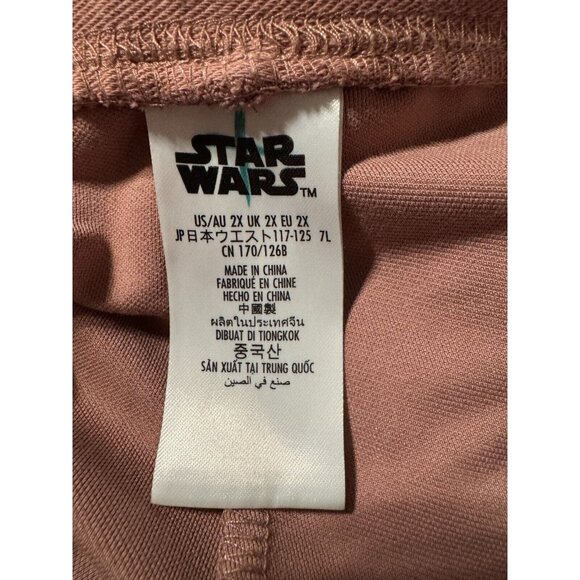 STAR
WARS TM
US/AU 2X UK 2X EU 2X
JP日本ウエスト117-125 7L
CN 170/126B
MADE IN CHINA
FABRIQUÉ EN CHINE
HECHO EN CHINA
中國製
ผลิตในประเทศจีน
DIBUAT DI TIONGKOK
중국산
SẢN XUẤT TẠI TRUNG QUỐC
صنع في الصين